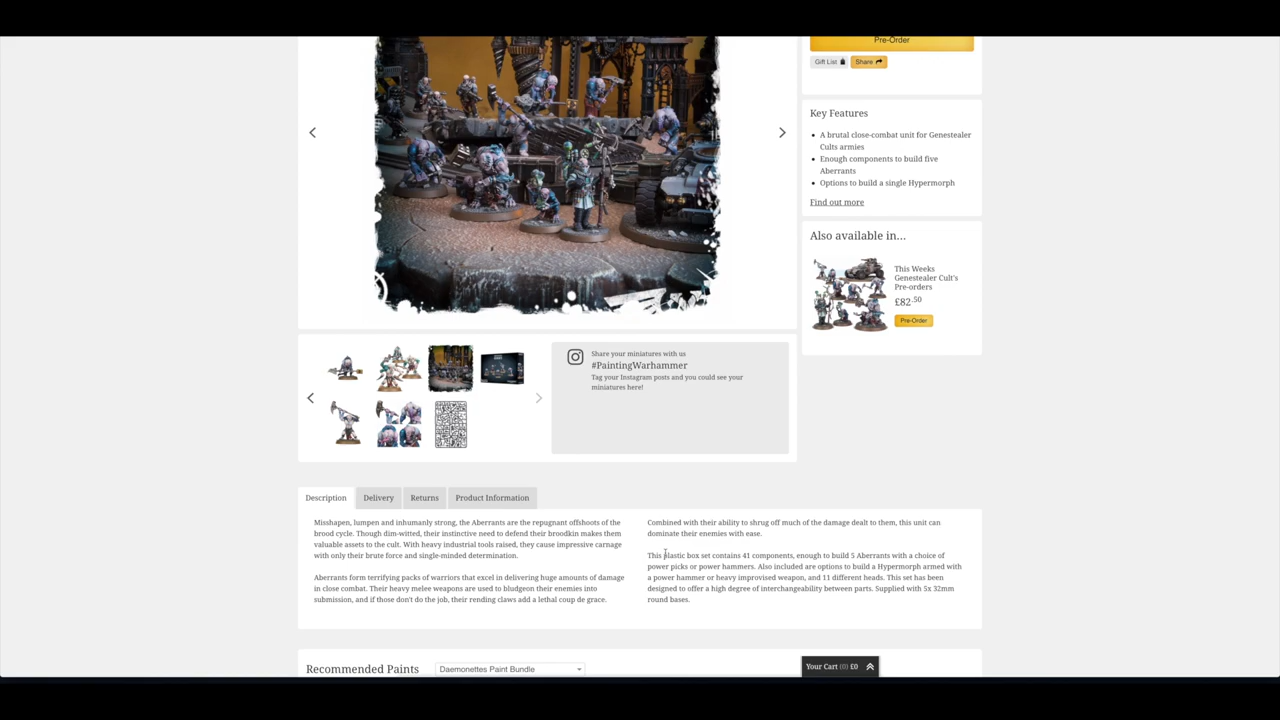 Pre-Order
Gift List
Share
Key Features
A brutal close-combat unit for Genestealer
Cults armies
Enough components to build five
Aberrants
Options to build a single Hypermorph
Find out more
Also available in...
This Weeks
Genestealer Cult's
Pre-orders
£82.50
Pre-Order
Share your miniatures with us
#PaintingWarhammer
Tag your Instagram posts and you could see your
miniatures here!
Description Delivery Returns Product Information
Misshapen, lumpen and inhumanly strong, the Aberrants are the repugnant offshoots of the
brood cycle. Though dim-witted, their instinctive need to defend their broodkin makes them
valuable assets to the cult. With heavy industrial tools raised, they cause impressive carnage
with only their brute force and single-minded determination.
Aberrants form terrifying packs of warriors that excel in delivering huge amounts of damage
in close combat. Their heavy melee weapons are used to bludgeon their enemies into
submission, and if those don't do the job, their rending claws add a lethal coup de grace.
Combined with their ability to shrug off much of the damage dealt to them, this unit can
dominate their enemies with ease.
This plastic box set contains 41 components, enough to build 5 Aberrants with a choice of
power picks or power hammers. Also included are options to build a Hypermorph armed with
a power hammer or heavy improvised weapon, and 11 different heads. This set has been
designed to offer a high degree of interchangeability between parts. Supplied with 5x 32mm
round bases.
Recommended Paints
Daemonettes Paint Bundle
Your Cart (0) £0